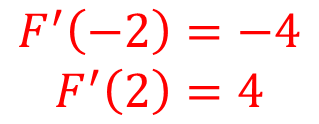 F′(−2) = −4
F′(2) = 4